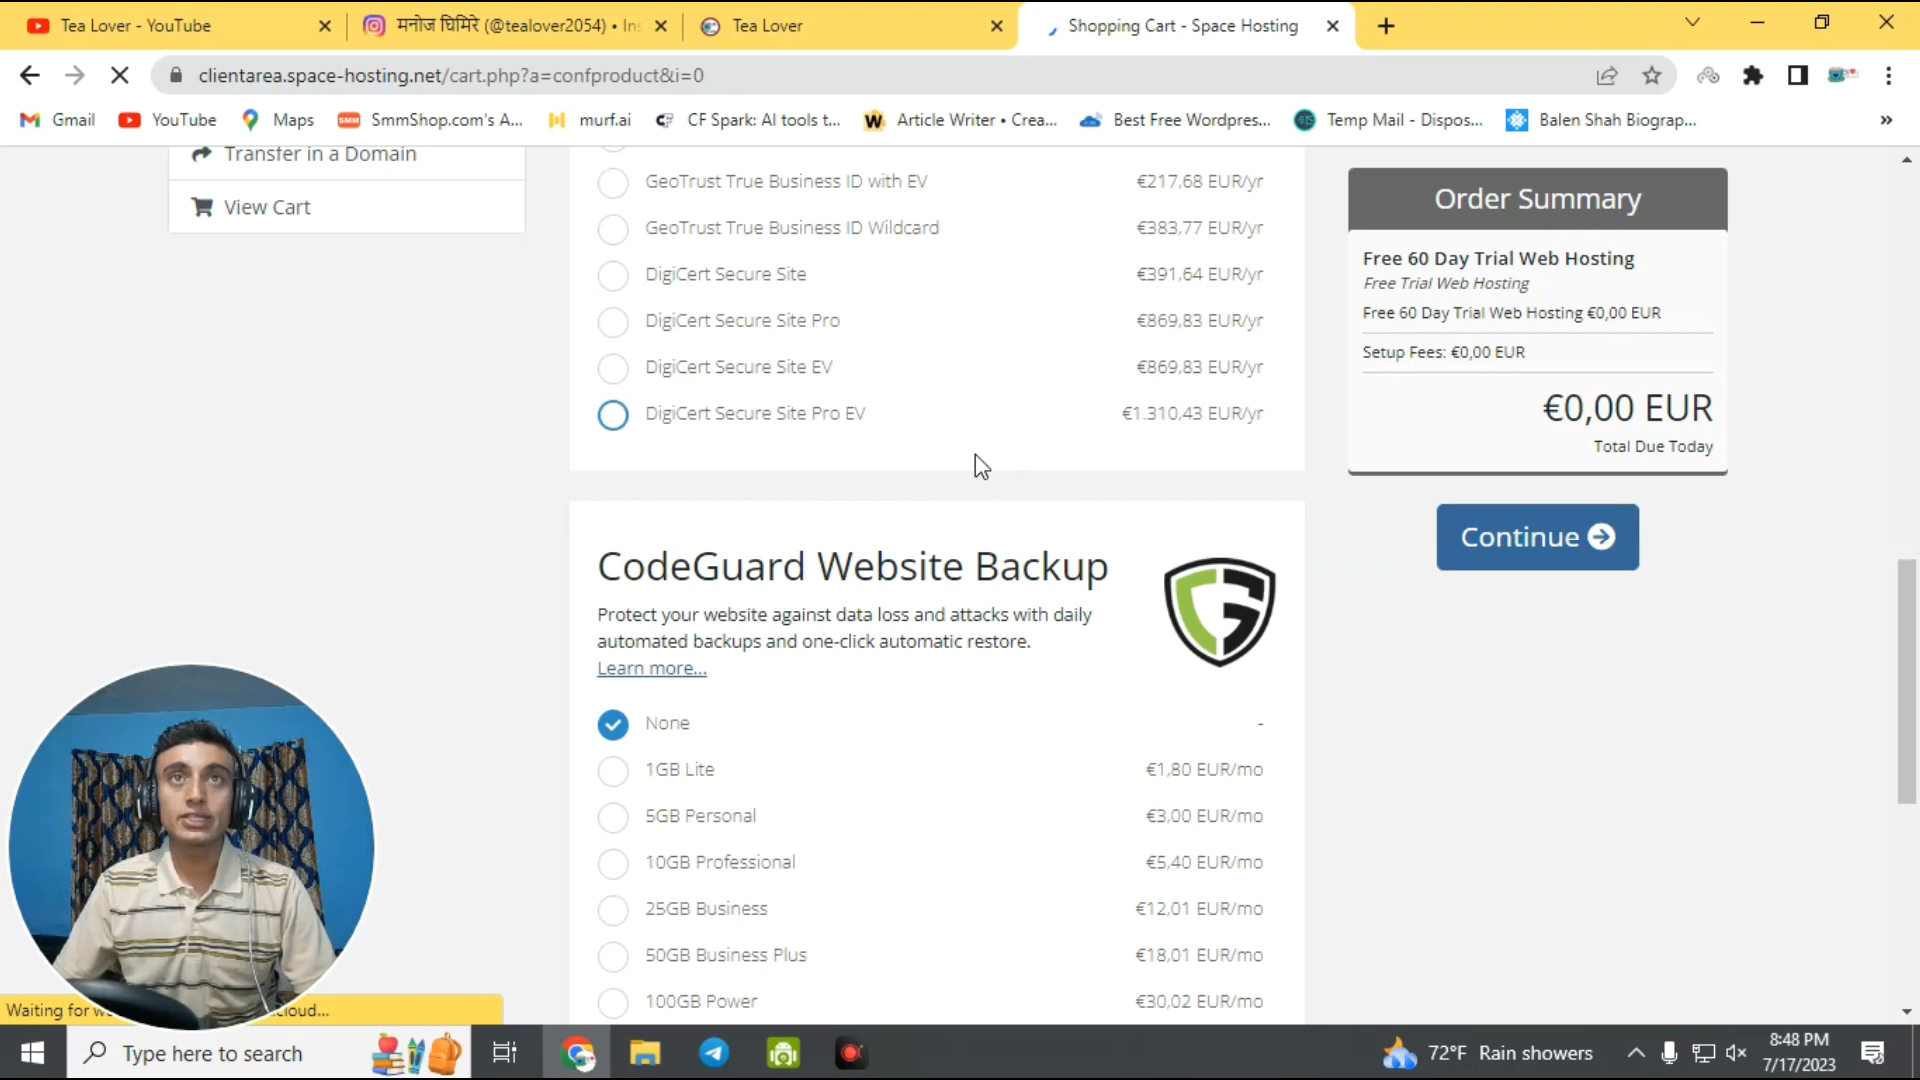 Tea Lover - YouTube
मनोज घिमिरे (@tealover2054) • Ins
Tea Lover
Shopping Cart - Space Hosting
clientarea.space-hosting.net/cart.php?a=confproduct&i=0
Gmail
YouTube
Maps
SmmShop.com's A...
murf.ai
CF Spark: AI tools t...
Article Writer • Crea...
Best Free Wordpres...
Temp Mail - Dispos...
Balen Shah Biograp...
Transfer in a Domain
View Cart
GeoTrust True Business ID with EV €217,68 EUR/yr
GeoTrust True Business ID Wildcard €383,77 EUR/yr
DigiCert Secure Site €391,64 EUR/yr
DigiCert Secure Site Pro €869,83 EUR/yr
DigiCert Secure Site EV €869,83 EUR/yr
DigiCert Secure Site Pro EV €1.310,43 EUR/yr
CodeGuard Website Backup
Protect your website against data loss and attacks with daily
automated backups and one-click automatic restore.
Learn more...
None -
1GB Lite €1,80 EUR/mo
5GB Personal €3,00 EUR/mo
10GB Professional €5,40 EUR/mo
25GB Business €12,01 EUR/mo
50GB Business Plus €18,01 EUR/mo
100GB Power €30,02 EUR/mo
Order Summary
Free 60 Day Trial Web Hosting
Free Trial Web Hosting
Free 60 Day Trial Web Hosting €0,00 EUR
Setup Fees: €0,00 EUR
€0,00 EUR
Total Due Today
Continue
Waiting for
Type here to search
72°F Rain showers
8:48 PM
7/17/2023